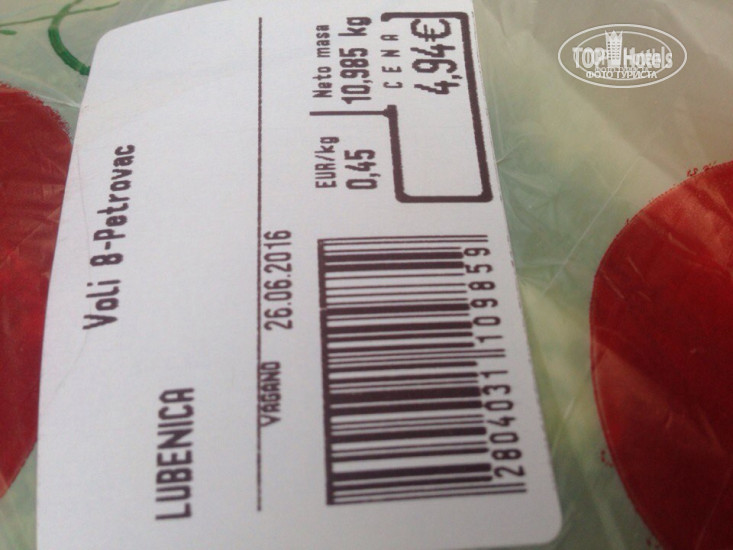 Voli 8-Petrovac
LUBENICA
VAGANO 26.06.2016
EUR/kg Neto masa
0,45 10,985 kg
CENA
4,94€
2804031109859
TOP Hotels
ФОТО ТУРИСТА